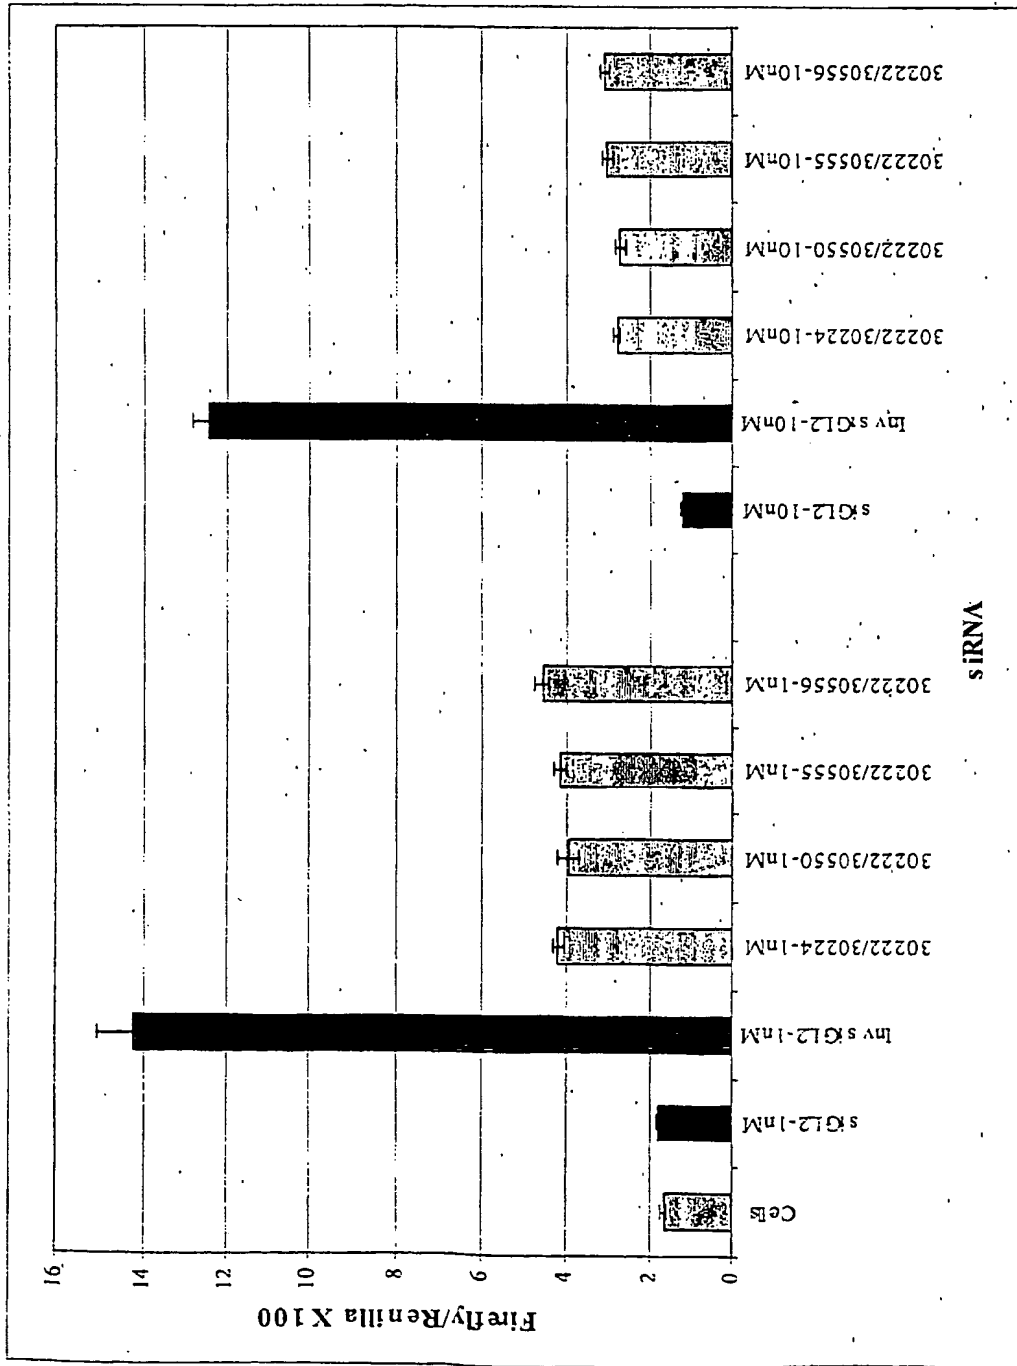 Firefly/Renilla X 100
16
14
12
10
8
6
4
2
0
Cells
siGL2-1nM
Inv siGL2-1nM
30222/30224-1nM
30222/30550-1nM
30222/30555-1nM
30222/30556-1nM
siGL2-10nM
Inv siGL2-10nM
30222/30224-10nM
30222/30550-10nM
30222/30555-10nM
30222/30556-10nM
siRNA